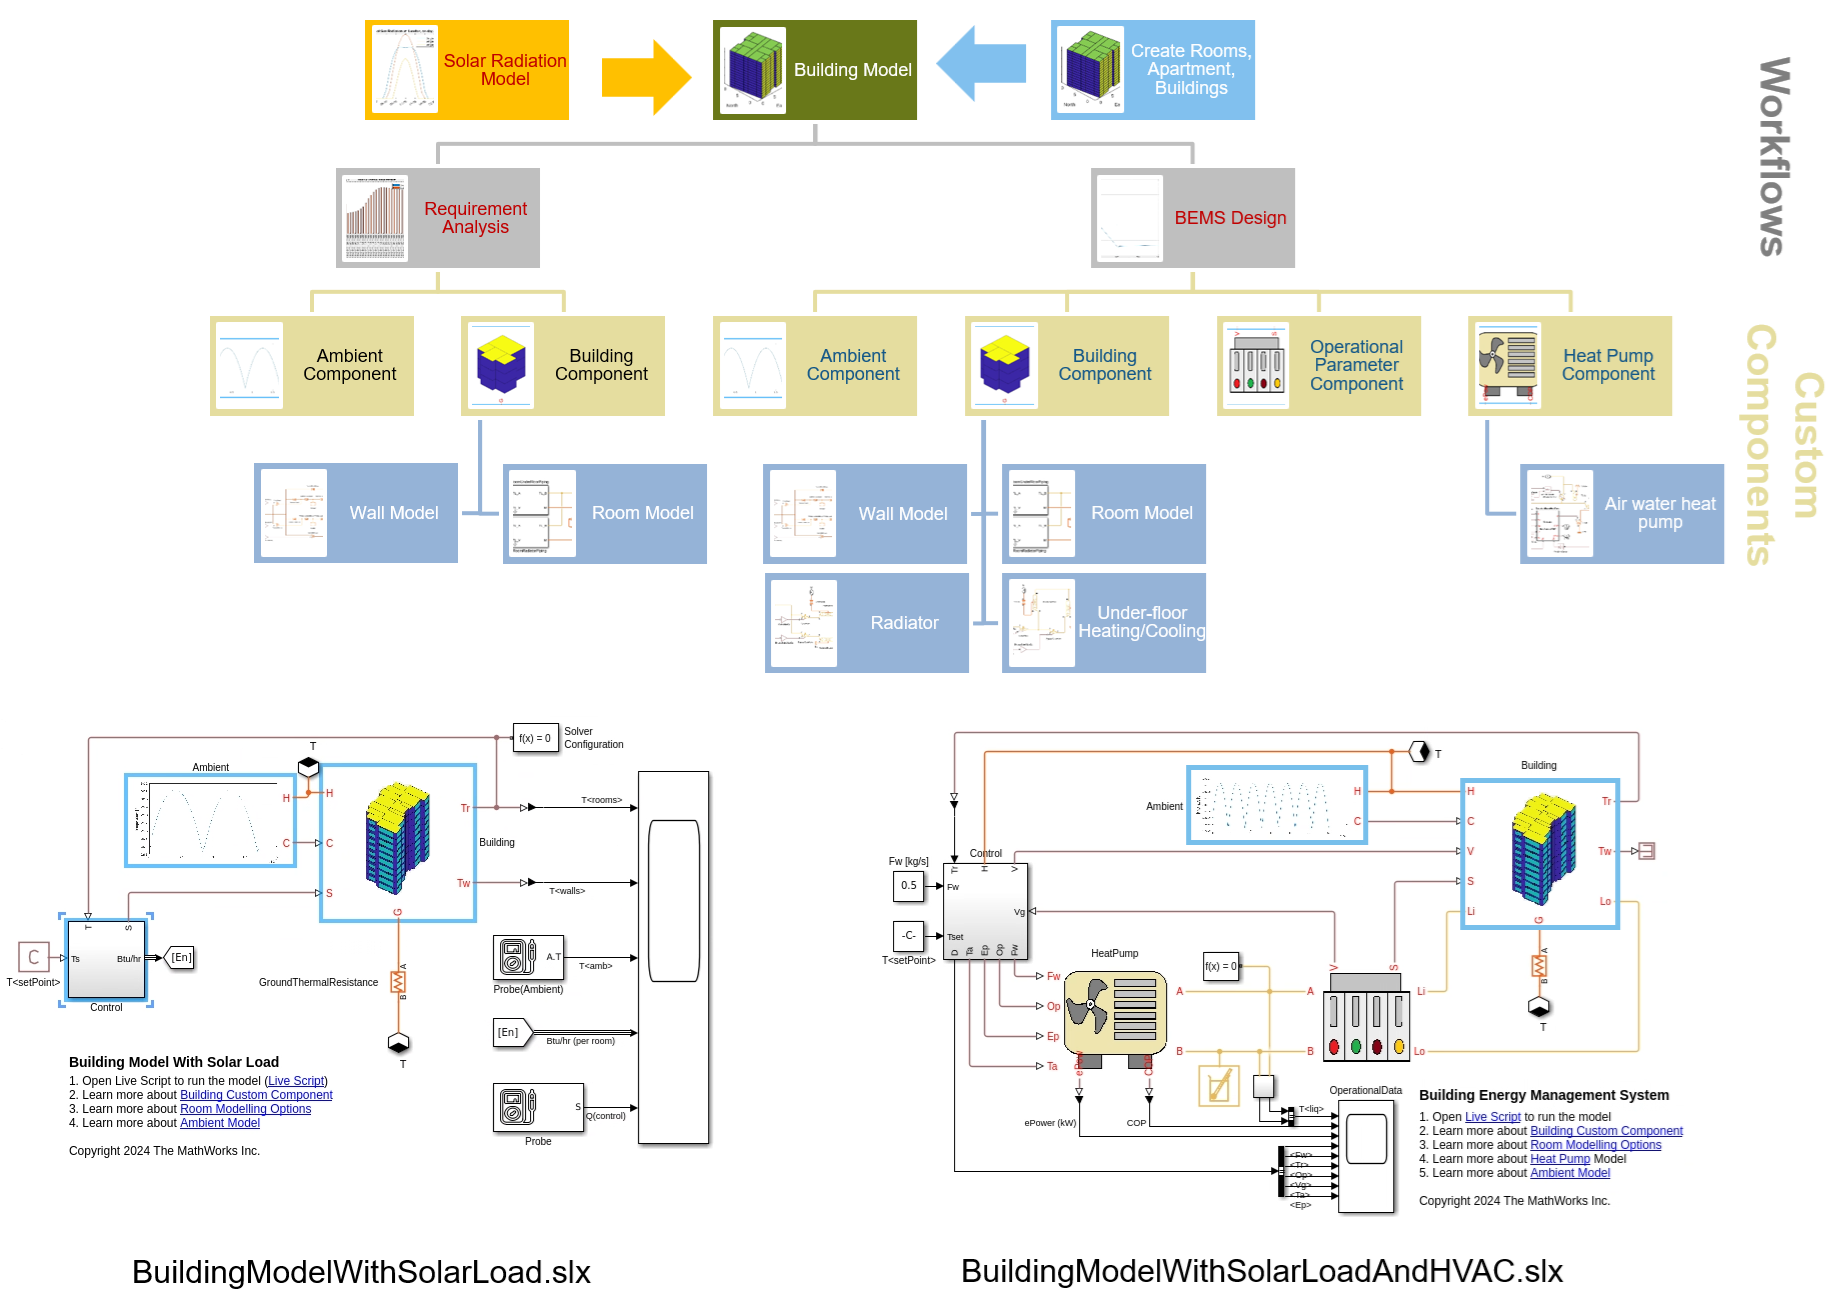 Solar Radiation
Model
Building Model
Create Rooms,
Apartment,
Buildings
Workflows
Requirement
Analysis
BEMS Design
Ambient
Component
Building
Component
Ambient
Component
Building
Component
Operational
Parameter
Component
Heat Pump
Component
Custom
Components
Wall Model
Room Model
Wall Model
Room Model
Air water heat
pump
Radiator
Under-floor
Heating/Cooling
T
Ambient
H
H
C
C
S
Tr
Tw
G
Building
f(x) = 0
Solver
Configuration
T<rooms>
T<walls>
C
T<setPoint>
T
S
Ts
Btu/hr
Control
[En]
GroundThermalResistance
A
B
T
A.T
Probe(Ambient)
T<amb>
[En]
Btu/hr (per room)
S
Q(control)
Probe
Building Model With Solar Load
1. Open Live Script to run the model (Live Script)
2. Learn more about Building Custom Component
3. Learn more about Room Modelling Options
4. Learn more about Ambient Model
Copyright 2024 The MathWorks Inc.
BuildingModelWithSolarLoad.slx
T
Ambient
H
C
Building
H
C
V
S
Li
Tr
Tw
Lo
G
A
B
T
Control
Tr
H
V
Fw [kg/s]
0.5
Fw
Vg
-C-
Tset
T<setPoint>
D
Ta
Ep
Op
Fw
HeatPump
Fw
Op
Ep
Ta
A
B
ePow
COP
f(x) = 0
A
B
V
S
Li
Lo
ePower (kW)
COP
T<liq>
OperationalData
<Fw>
<Tr>
<Op>
<Vg>
<Ta>
<Ep>
Building Energy Management System
1. Open Live Script to run the model
2. Learn more about Building Custom Component
3. Learn more about Room Modelling Options
4. Learn more about Heat Pump Model
5. Learn more about Ambient Model
Copyright 2024 The MathWorks Inc.
BuildingModelWithSolarLoadAndHVAC.slx